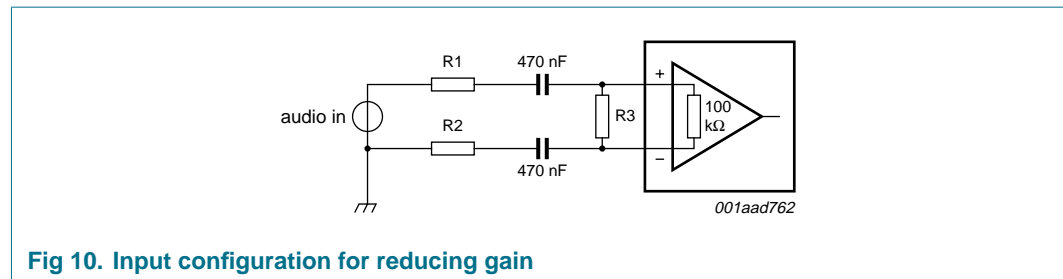 R1
470 nF
+
audio in
R3
100
kΩ
R2
−
470 nF
001aad762
Fig 10. Input configuration for reducing gain